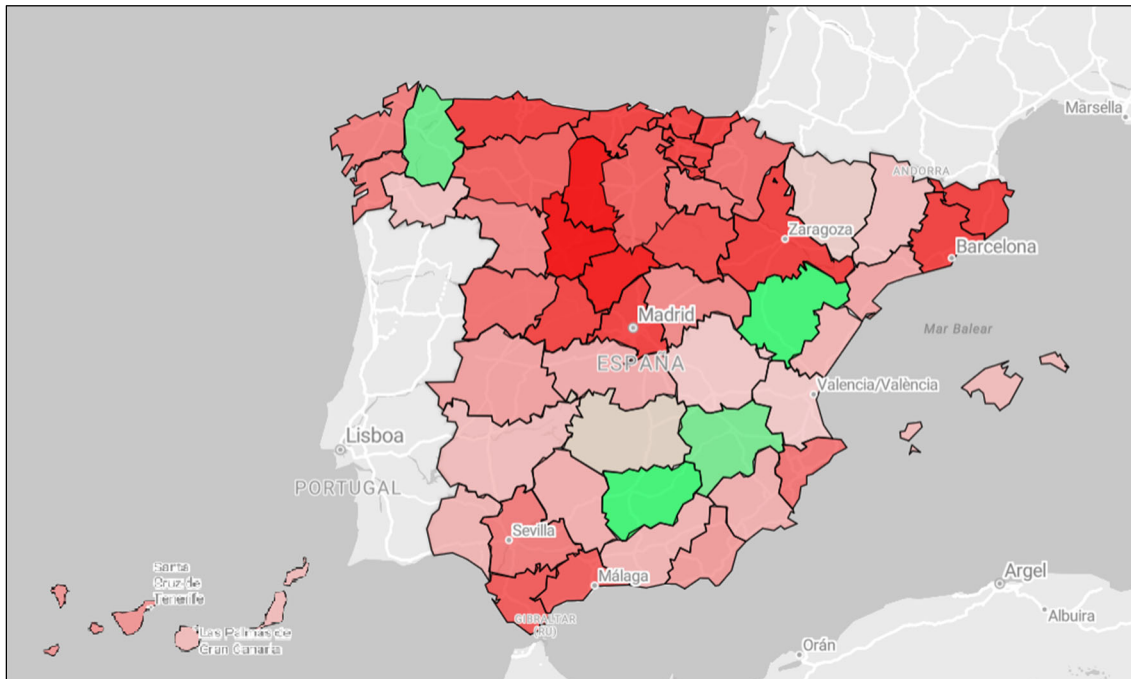 Marsella
ANDORRA
Zaragoza
Barcelona
Madrid
Mar Balear
ESPAÑA
Valencia/València
Lisboa
PORTUGAL
Sevilla
Santa
Cruz de
Tenerife
Málaga
Argel
Las Palmas de
Gran Canaria
GIBRALTAR
(RU)
Albuira
Orán